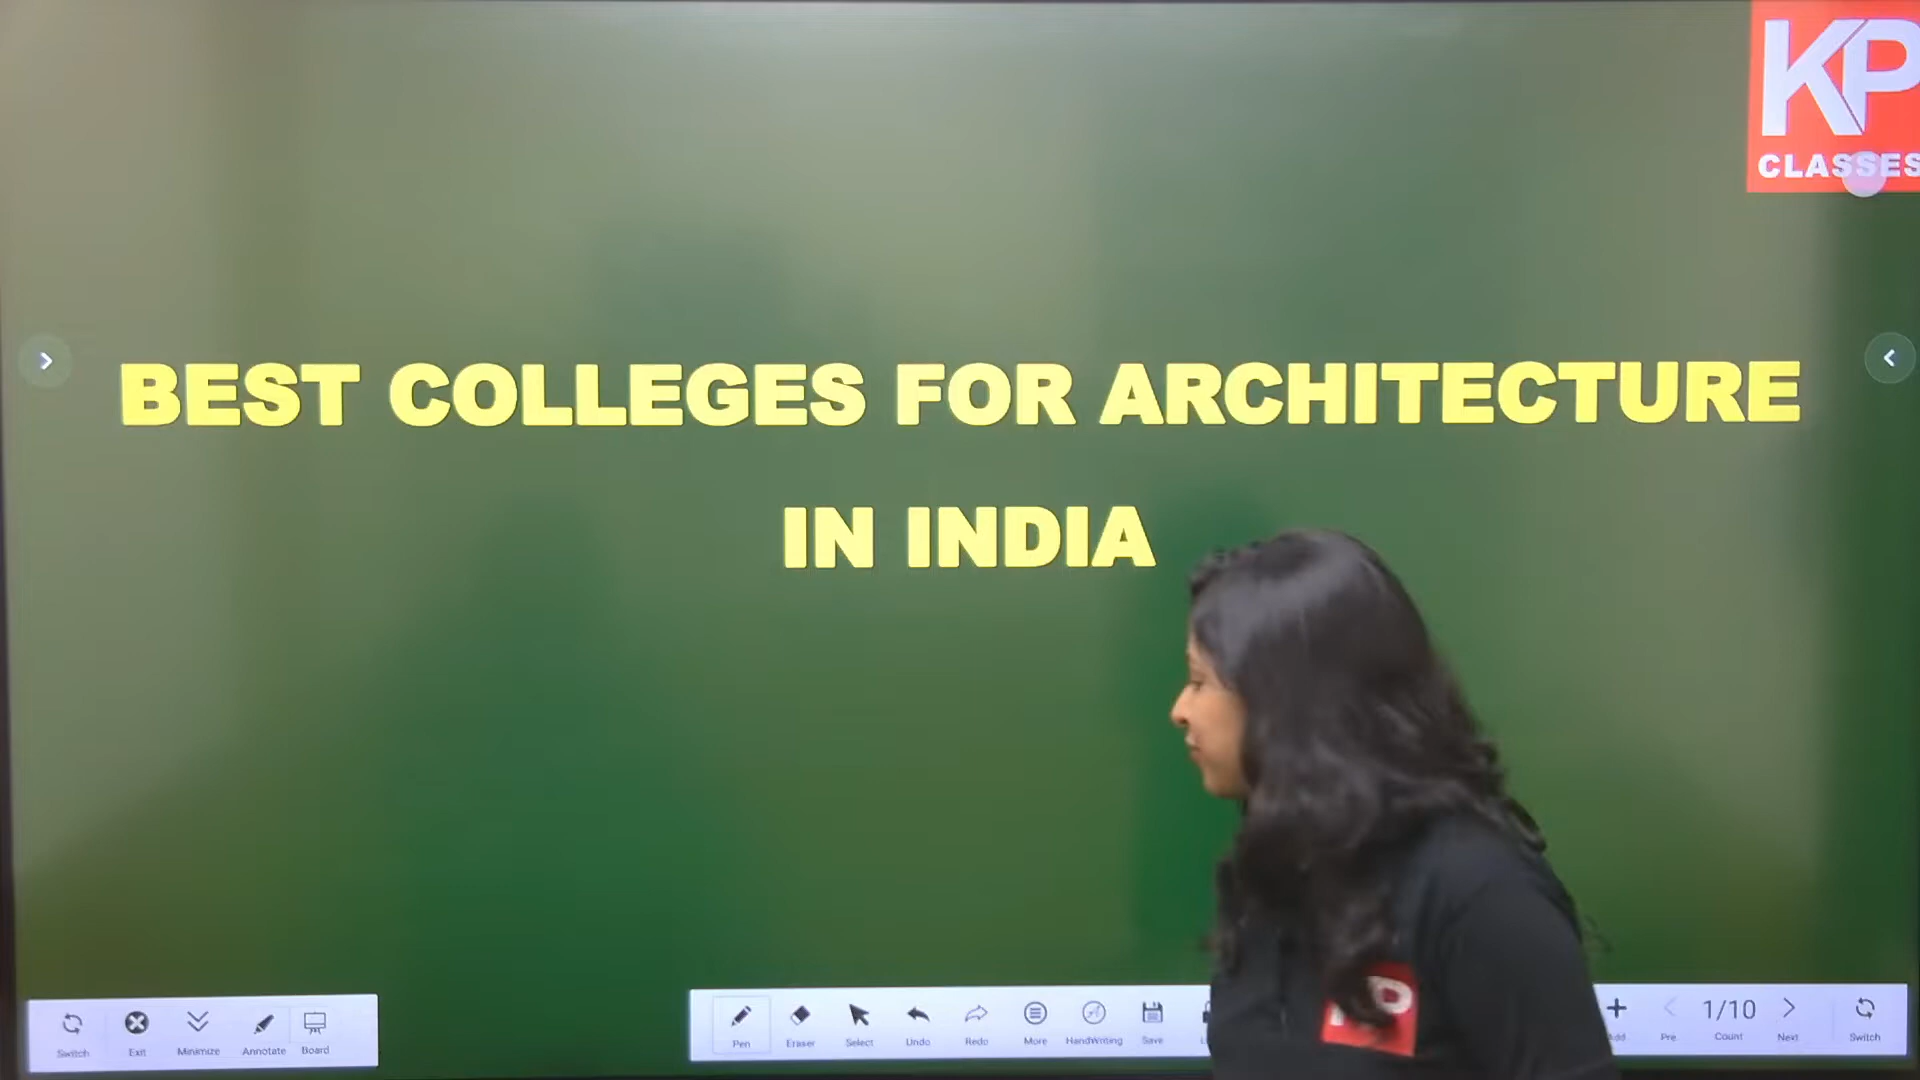 KP
CLASSES
BEST COLLEGES FOR ARCHITECTURE
IN INDIA
Switch
Exit
Minimize
Annotate
Board
Pen
Eraser
Select
Undo
Redo
More
HandWriting
Save
1/10
Pre
Count
Next
Switch